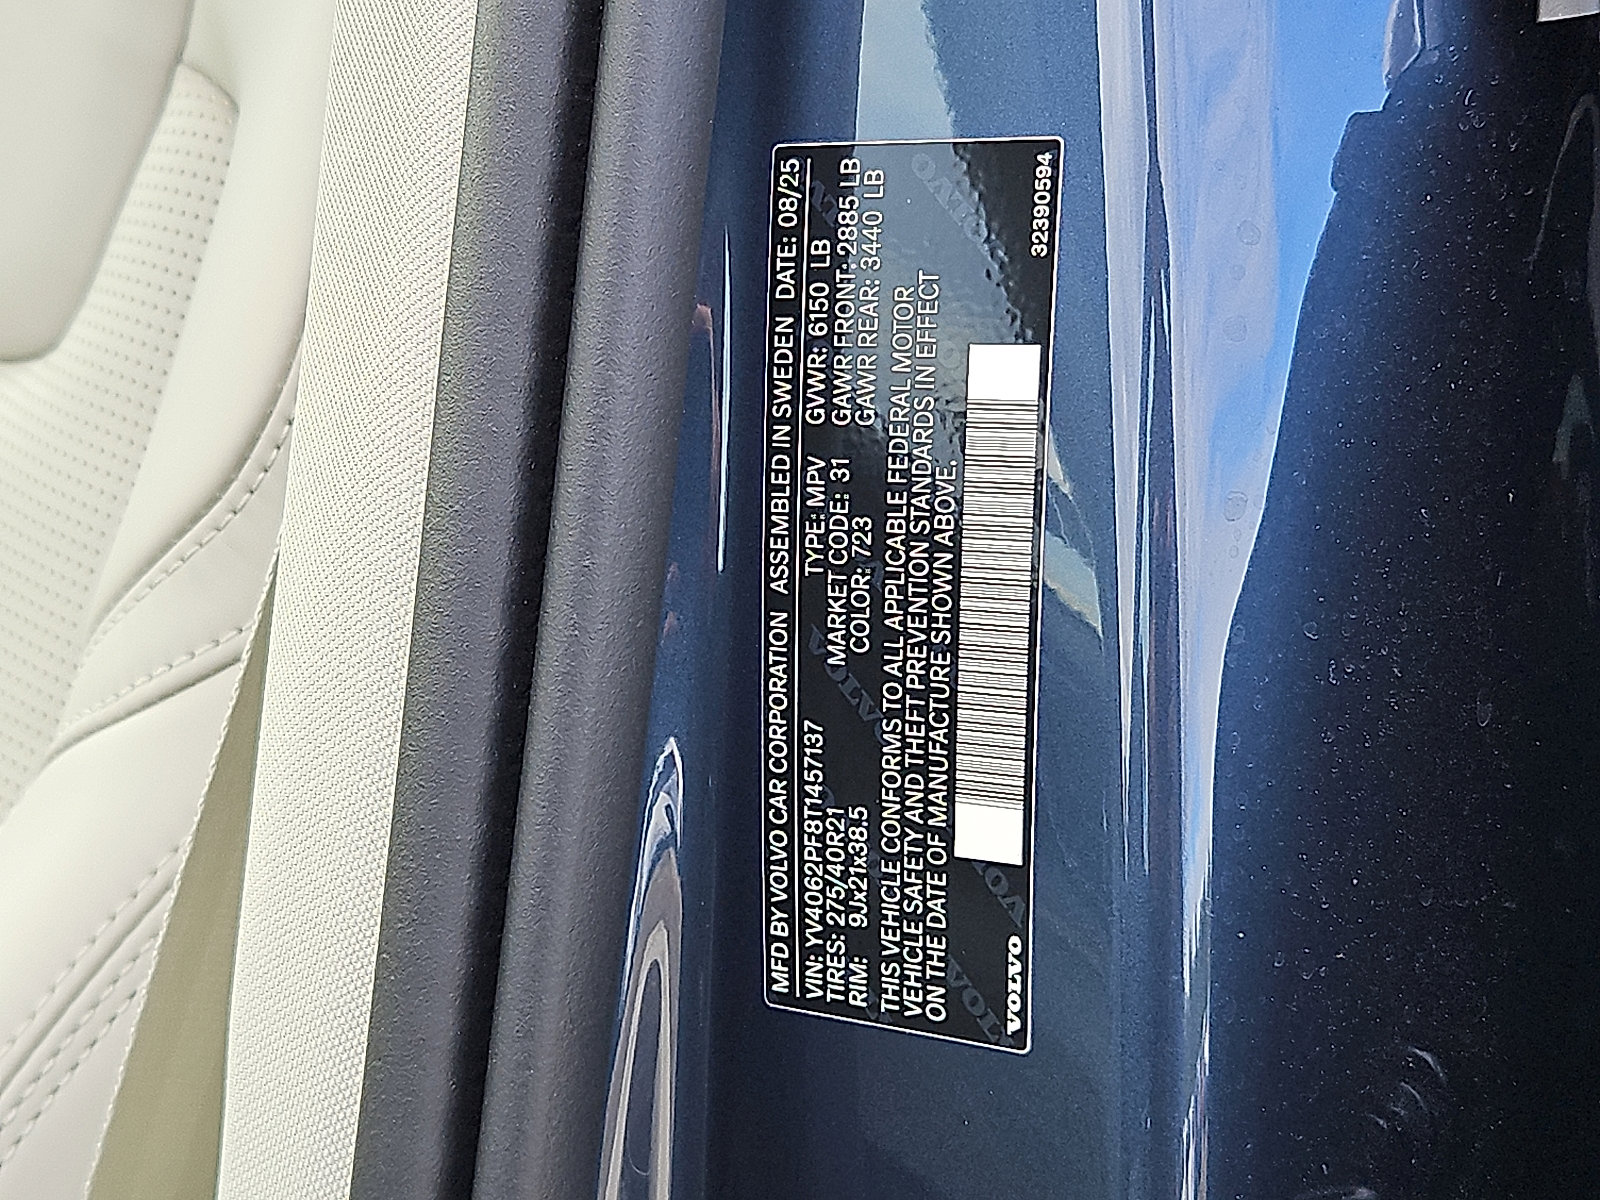 MFD BY VOLVO CAR CORPORATION ASSEMBLED IN SWEDEN DATE: 08/25
VIN: YV4062PF8T1457137 TYPE: MPV GVWR: 6150 LB
TIRES: 275/40R21 MARKET CODE: 31 GAWR FRONT: 2885 LB
RIM: 9Jx21x38.5 COLOR: 723 GAWR REAR: 3440 LB
THIS VEHICLE CONFORMS TO ALL APPLICABLE FEDERAL MOTOR
VEHICLE SAFETY AND THEFT PREVENTION STANDARDS IN EFFECT
ON THE DATE OF MANUFACTURE SHOWN ABOVE.
VOLVO
32390594